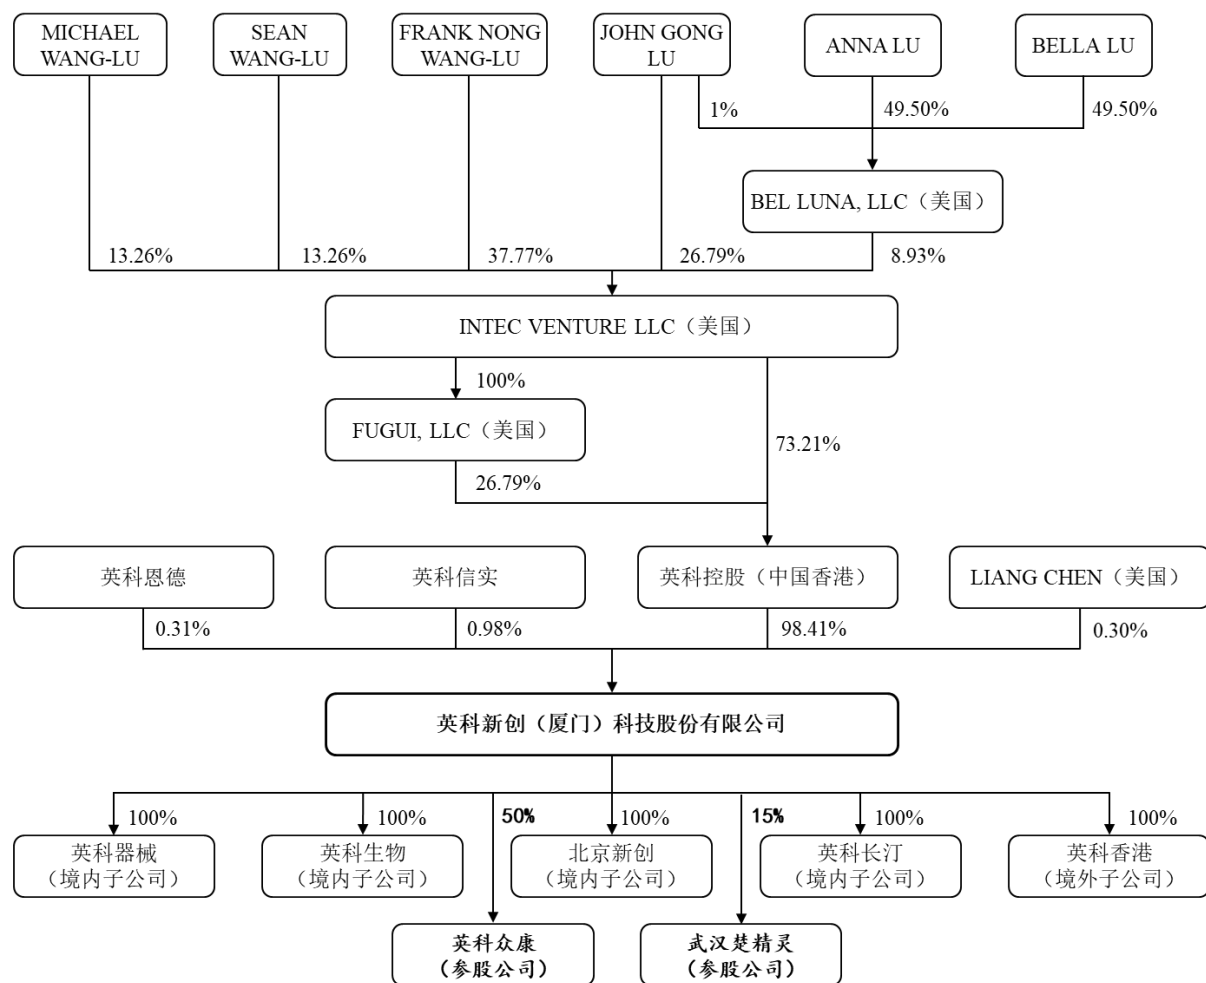 MICHAEL
WANG-LU
SEAN
WANG-LU
FRANK NONG
WANG-LU
JOHN GONG
LU
ANNA LU
BELLA LU
1%
49.50%
49.50%
BEL LUNA, LLC（美国）
13.26%
13.26%
37.77%
26.79%
8.93%
INTEC VENTURE LLC（美国）
100%
FUGUI, LLC（美国）
73.21%
26.79%
英科恩德
英科信实
英科控股（中国香港）
LIANG CHEN（美国）
0.31%
0.98%
98.41%
0.30%
英科新创（厦门）科技股份有限公司
100%
100%
50%
100%
15%
100%
100%
英科器械
（境内子公司）
英科生物
（境内子公司）
北京新创
（境内子公司）
英科长汀
（境内子公司）
英科香港
（境外子公司）
英科众康
（参股公司）
武汉楚精灵
（参股公司）